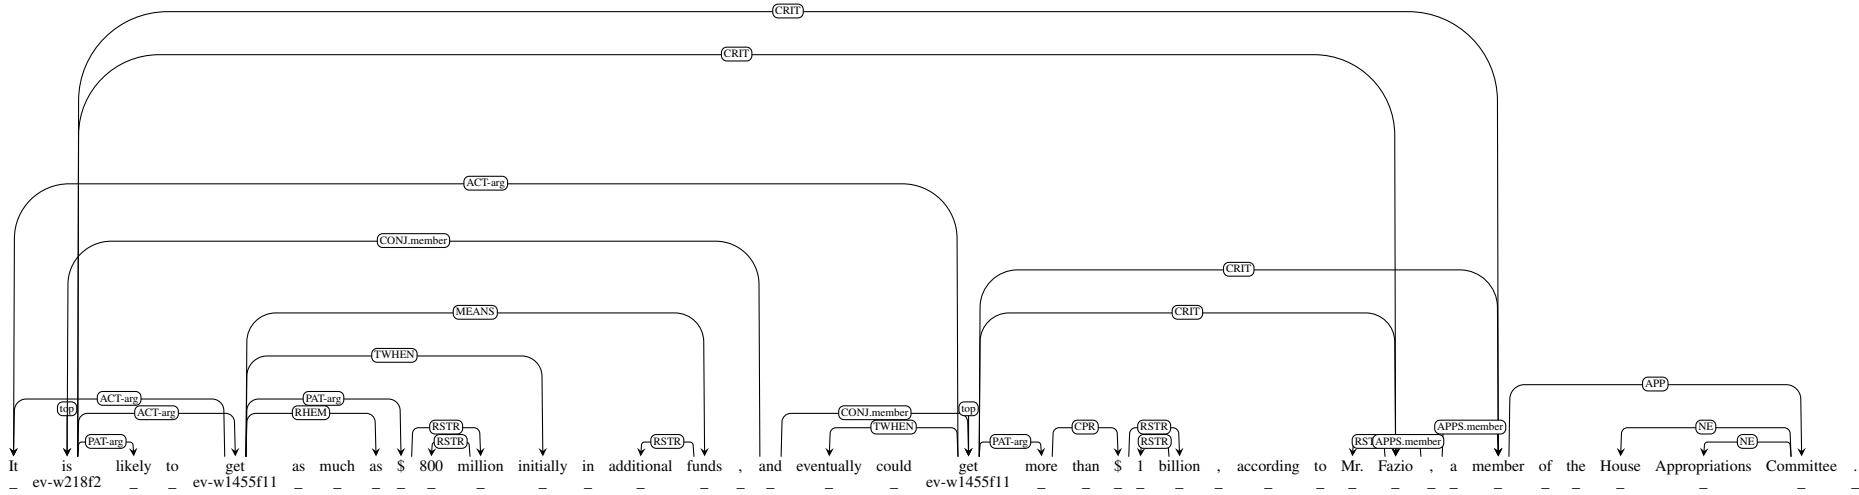 CRIT
CRIT
ACT-arg
CONJ.member
CRIT
MEANS
CRIT
TWHEN
APP
ACT-arg PAT-arg
top ACT-arg RHEM CONJ.member top
RSTR TWHEN CPR RSTR APPS.member NE
PAT-arg RSTR RSTR PAT-arg RSTR RST APPS.member NE
It is likely to get as much as $ 800 million initially in additional funds , and eventually could get more than $ 1 billion , according to Mr. Fazio , a member of the House Appropriations Committee .
_ ev-w218f2 _ _ ev-w1455f11 _ _ _ _ _ _ _ _ _ _ _ _ _ _ ev-w1455f11 _ _ _ _ _ _ _ _ _ _ _ _ _ _ _ _ _ _ _ _